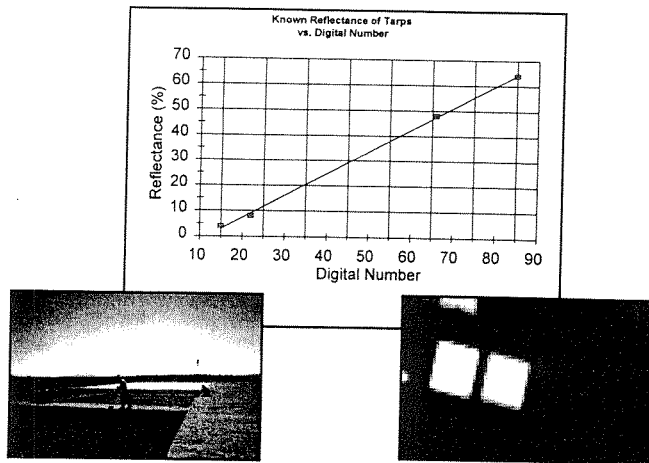 Known Reflectance of Tarps
vs. Digital Number
Reflectance (%)
70
60
50
40
30
20
10
0
10 20 30 40 50 60 70 80 90
Digital Number